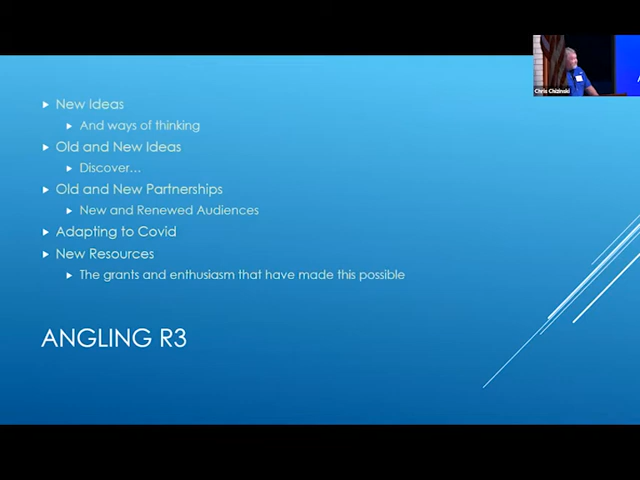 New Ideas
And ways of thinking
Old and New Ideas
Discover...
Old and New Partnerships
New and Renewed Audiences
Adapting to Covid
New Resources
The grants and enthusiasm that have made this possible
ANGLING R3
Chris Chizinski